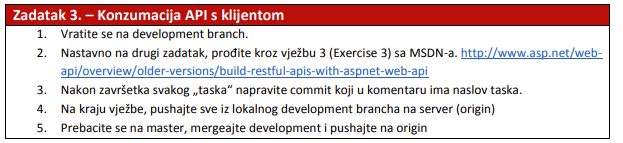 Zadatak 3. – Konzumacija API s klijentom
1. Vratite se na development branch.
2. Nastavno na drugi zadatak, prođite kroz vježbu 3 (Exercise 3) sa MSDN-a. http://www.asp.net/web-
api/overview/older-versions/build-restful-apis-with-aspnet-web-api
3. Nakon završetka svakog „taska“ napravite commit koji u komentaru ima naslov taska.
4. Na kraju vježbe, pushajte sve iz lokalnog development brancha na server (origin)
5. Prebacite se na master, mergeajte development i pushajte na origin